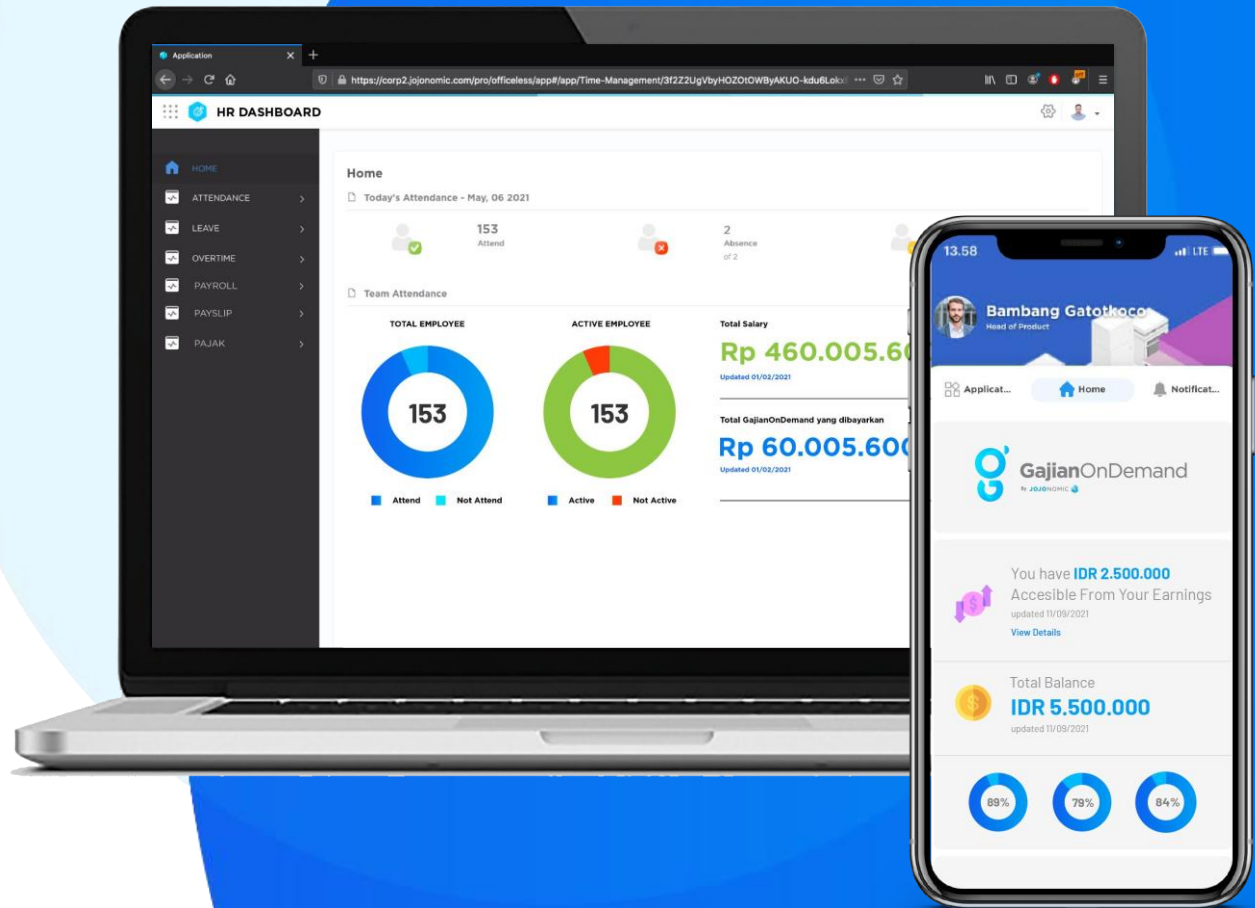 Application
https://corp2.jojonomic.com/pro/officeless/app#/app/Time-Management/
HR DASHBOARD
HOME
ATTENDANCE
LEAVE
OVERTIME
PAYROLL
PAYSLIP
PAJAK
Home
Today's Attendance - May, 06 2021
153
Attend
2
Absence
of 2
Team Attendance
TOTAL EMPLOYEE
153
Attend Not Attend
ACTIVE EMPLOYEE
153
Active Not Active
Total Salary
Rp 460.005.6
Updated 01/02/2021
Total GajianOnDemand yang dibayarkan
Rp 60.005.600
Updated 01/02/2021
13.58
LTE
Bambang Gatotkoco
Head of Product
Applicat...
Home
Notificat...
GajianOnDemand
By JOJONOMIC
You have IDR 2.500.000
Accesible From Your Earnings
updated 11/09/2021
View Details
Total Balance
IDR 5.500.000
updated 11/09/2021
89% 79% 84%